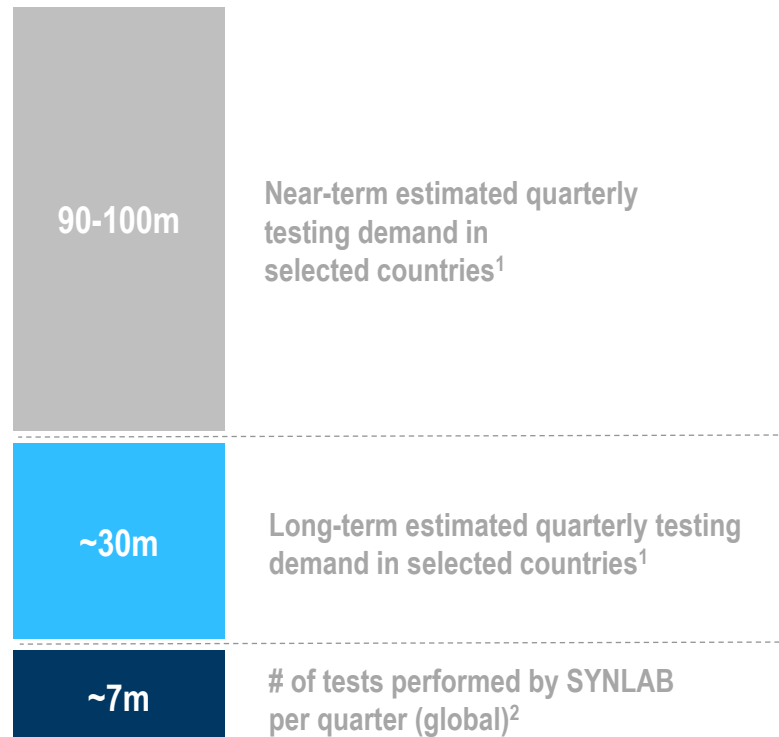 90-100m
Near-term estimated quarterly
testing demand in
selected countries¹
~30m
Long-term estimated quarterly testing
demand in selected countries¹
~7m
# of tests performed by SYNLAB
per quarter (global)²